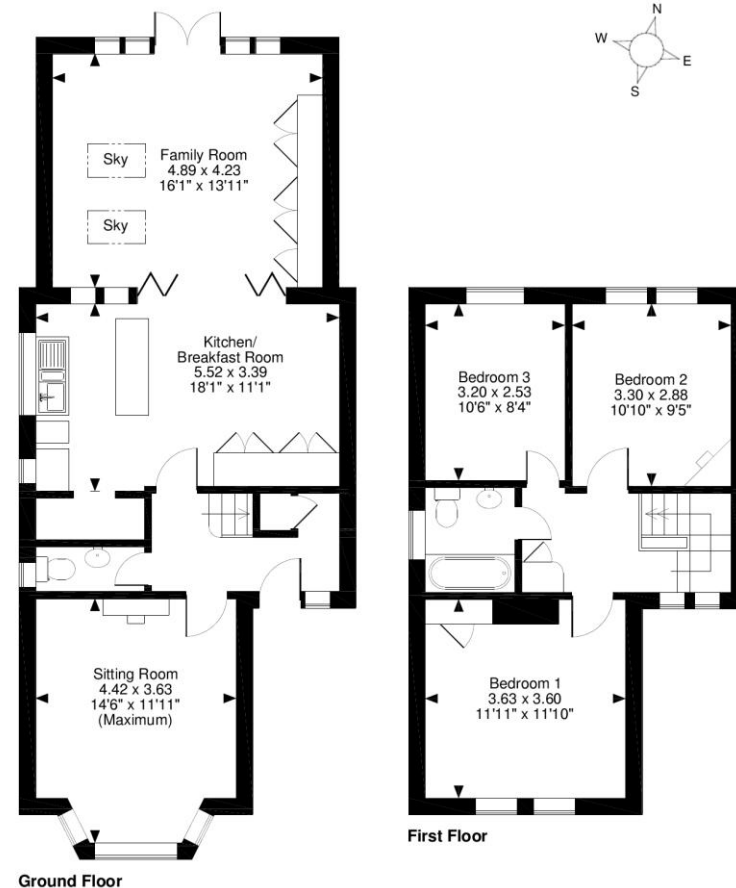 N
W
E
S
Sky
Sky
Family Room
4.89 x 4.23
16'1" x 13'11"
Kitchen/
Breakfast Room
5.52 x 3.39
18'1" x 11'1"
Sitting Room
4.42 x 3.63
14'6" x 11'11"
(Maximum)
Ground Floor
Bedroom 3
3.20 x 2.53
10'6" x 8'4"
Bedroom 2
3.30 x 2.88
10'10" x 9'5"
Bedroom 1
3.63 x 3.60
11'11" x 11'10"
First Floor